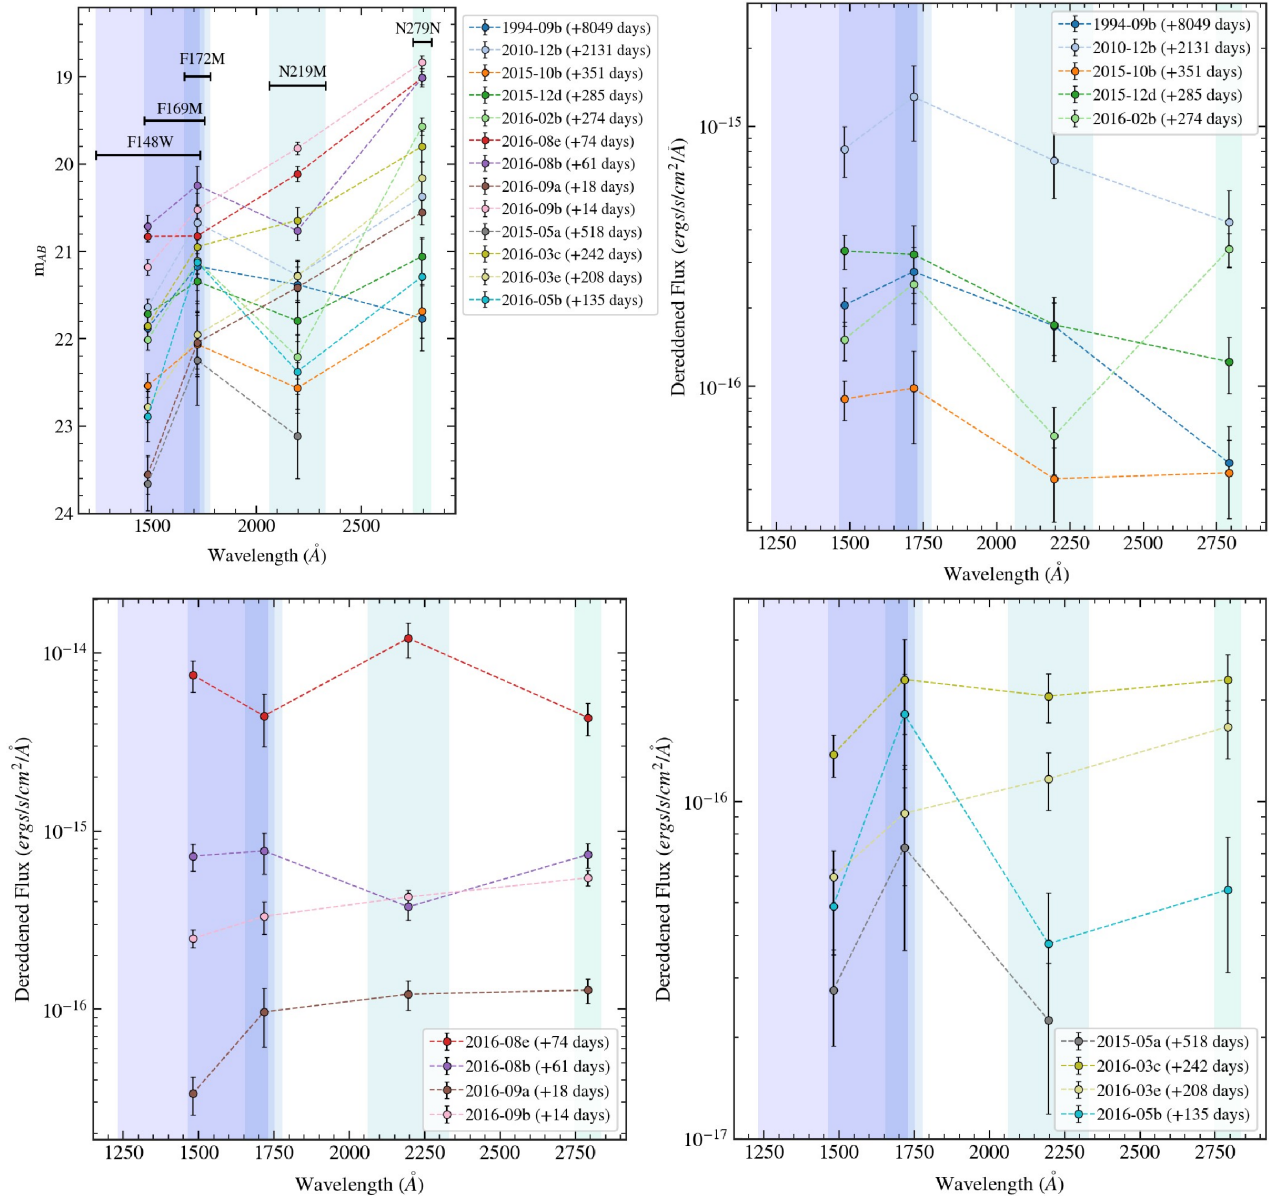 N279N
F172M
N219M
F169M
F148W
19
20
21
22
23
24
m_AB
1500
2000
2500
Wavelength (Å)
1994-09b (+8049 days)
2010-12b (+2131 days)
2015-10b (+351 days)
2015-12d (+285 days)
2016-02b (+274 days)
2016-08e (+74 days)
2016-08b (+61 days)
2016-09a (+18 days)
2016-09b (+14 days)
2015-05a (+518 days)
2016-03c (+242 days)
2016-03e (+208 days)
2016-05b (+135 days)
1994-09b (+8049 days)
2010-12b (+2131 days)
2015-10b (+351 days)
2015-12d (+285 days)
2016-02b (+274 days)
10⁻¹⁵
10⁻¹⁶
Dereddened Flux (ergs/s/cm²/Å)
1250 1500 1750 2000 2250 2500 2750
Wavelength (Å)
10⁻¹⁴
10⁻¹⁵
10⁻¹⁶
Dereddened Flux (ergs/s/cm²/Å)
2016-08e (+74 days)
2016-08b (+61 days)
2016-09a (+18 days)
2016-09b (+14 days)
1250 1500 1750 2000 2250 2500 2750
Wavelength (Å)
10⁻¹⁶
10⁻¹⁷
Dereddened Flux (ergs/s/cm²/Å)
2015-05a (+518 days)
2016-03c (+242 days)
2016-03e (+208 days)
2016-05b (+135 days)
1250 1500 1750 2000 2250 2500 2750
Wavelength (Å)